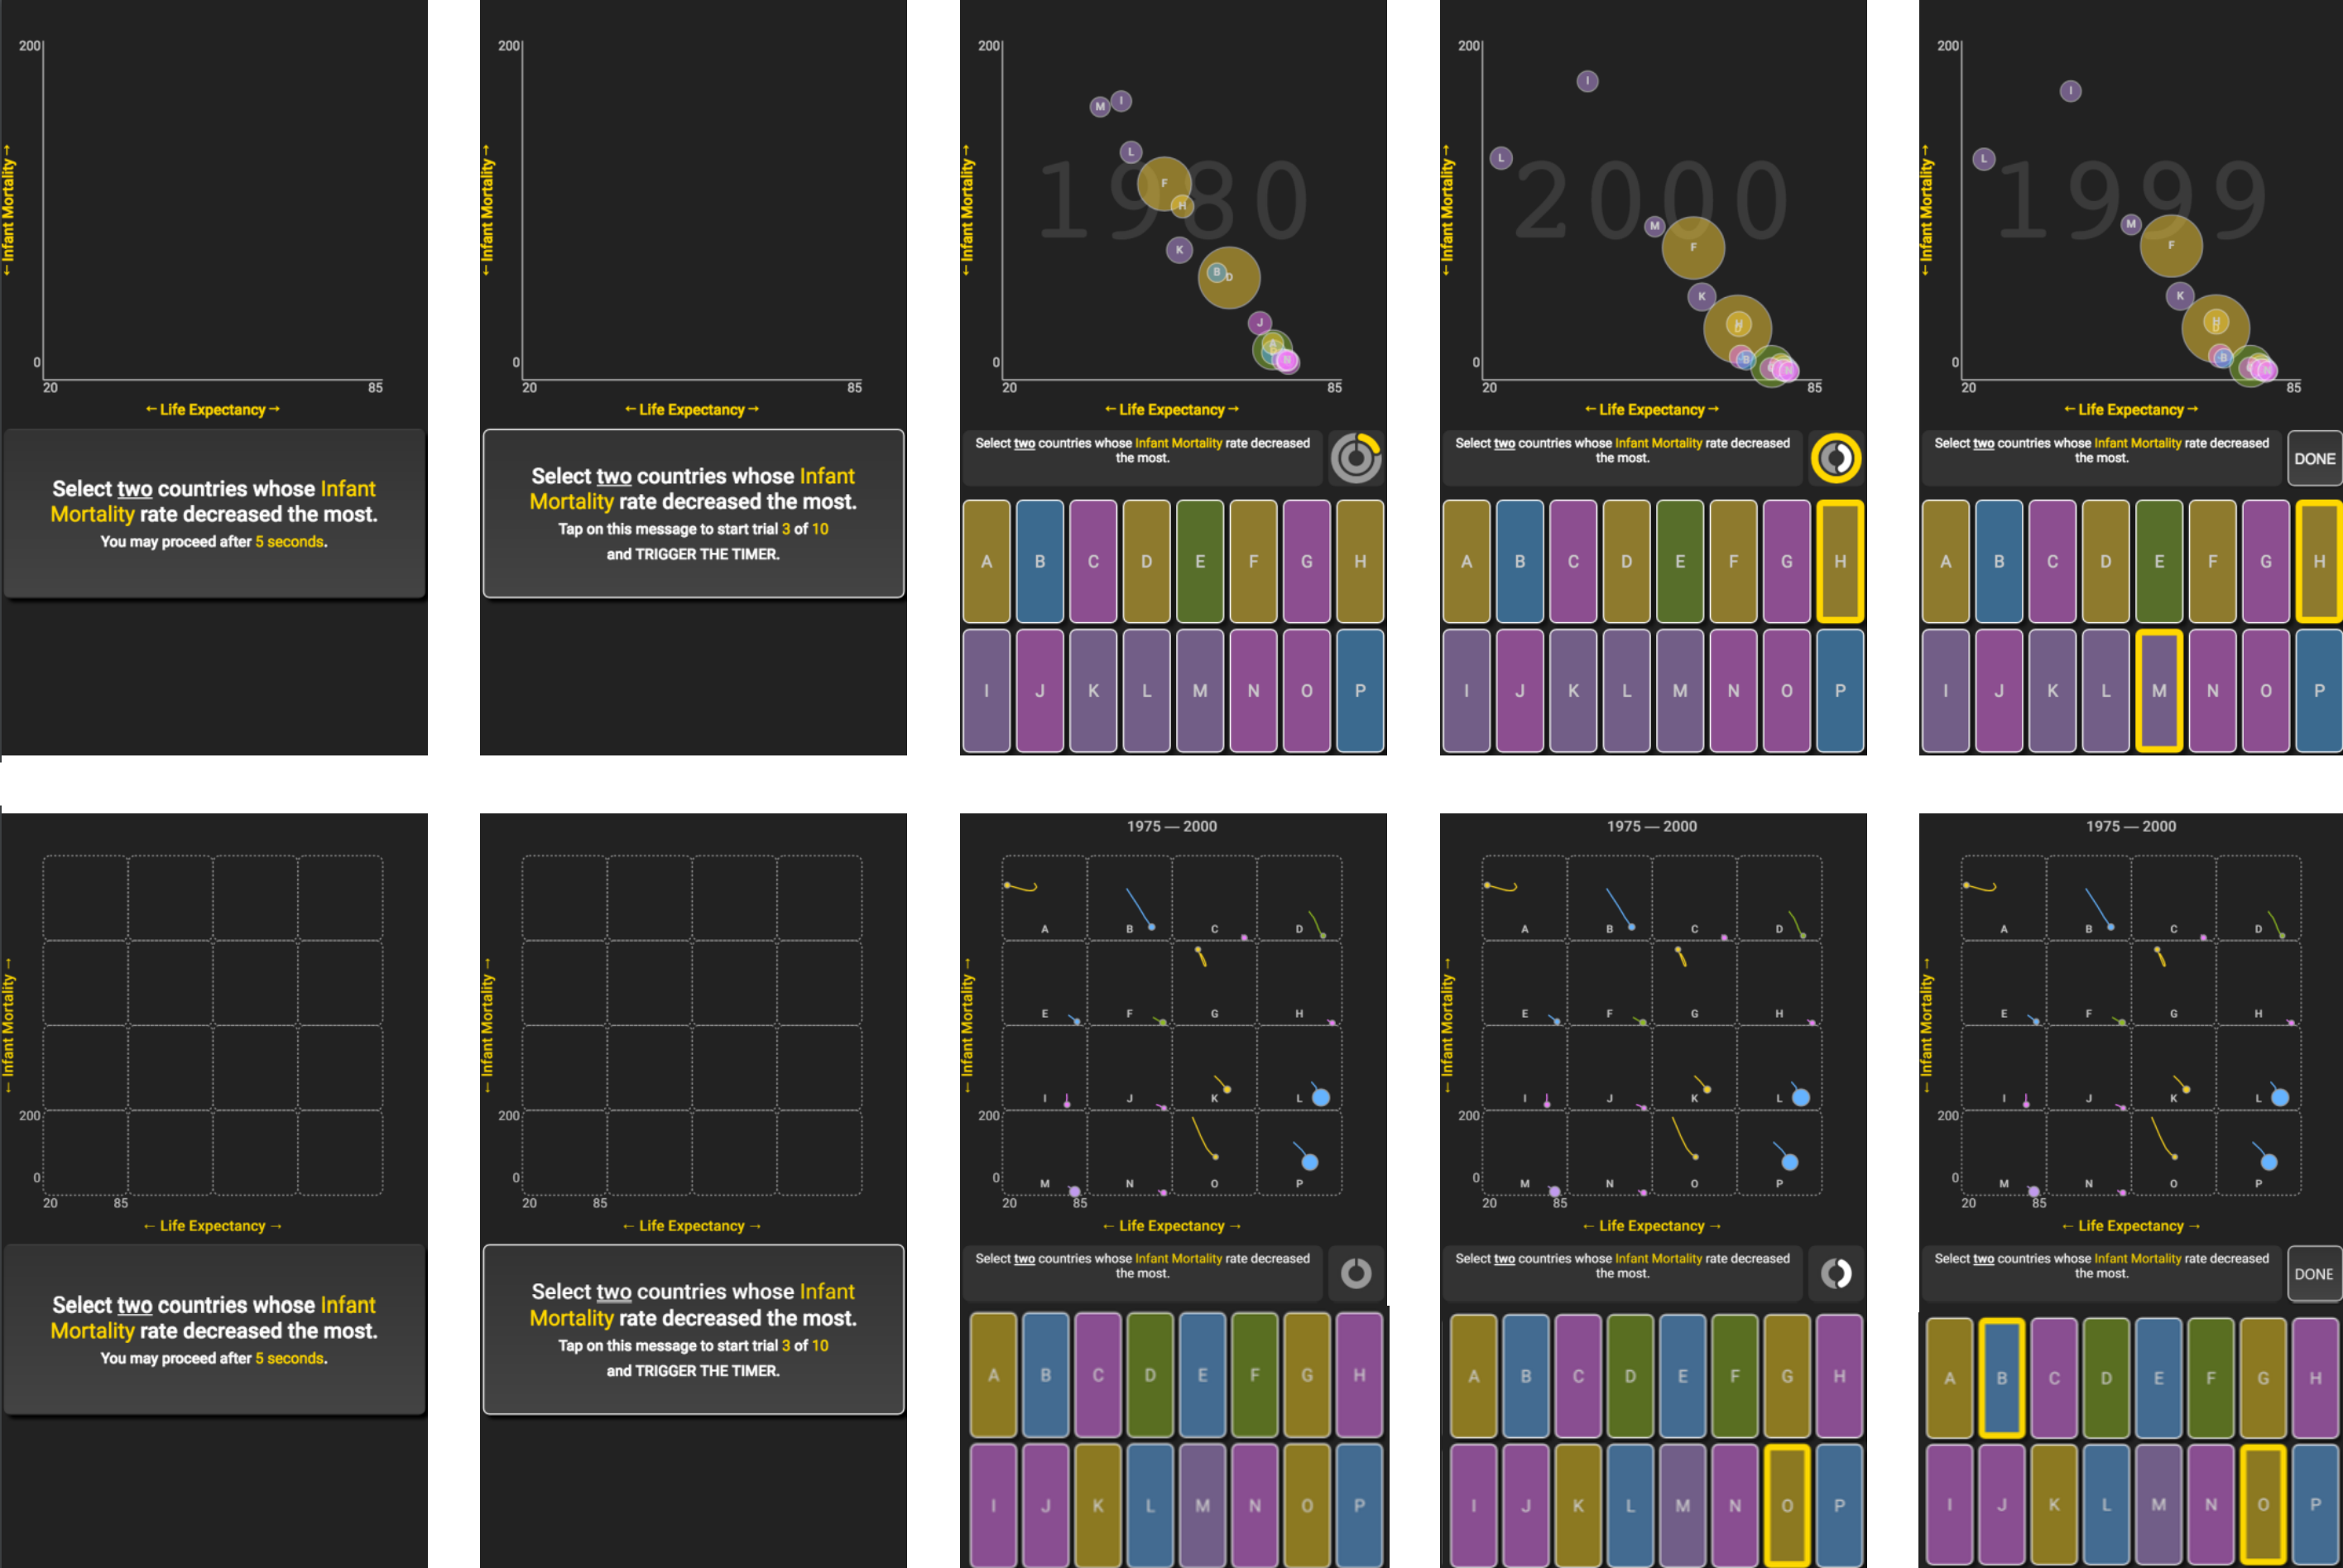 200
← Infant Mortality →
0
20 85
← Life Expectancy →
Select two countries whose Infant
Mortality rate decreased the most.
You may proceed after 5 seconds.
200
← Infant Mortality →
0
20 85
← Life Expectancy →
Select two countries whose Infant
Mortality rate decreased the most.
Tap on this message to start trial 3 of 10
and TRIGGER THE TIMER.
200
← Infant Mortality →
1980
M I
L
F
H
K
B D
J
A
N
0
20 85
← Life Expectancy →
Select two countries whose Infant Mortality rate decreased
the most.
A B C D E F G H
I J K L M N O P
200
← Infant Mortality →
2000
I
L
M
F
K
H
D
B
N
0
20 85
← Life Expectancy →
Select two countries whose Infant Mortality rate decreased
the most.
A B C D E F G H
I J K L M N O P
200
← Infant Mortality →
1999
I
L
M
F
K
H
D
B
N
0
20 85
← Life Expectancy →
Select two countries whose Infant Mortality rate decreased
the most.
DONE
A B C D E F G H
I J K L M N O P
← Infant Mortality →
200
0
20 85
← Life Expectancy →
Select two countries whose Infant
Mortality rate decreased the most.
You may proceed after 5 seconds.
← Infant Mortality →
200
0
20 85
← Life Expectancy →
Select two countries whose Infant
Mortality rate decreased the most.
Tap on this message to start trial 3 of 10
and TRIGGER THE TIMER.
1975 — 2000
← Infant Mortality →
A B C D
E F G H
I J K L
200
M N O P
0
20 85
← Life Expectancy →
Select two countries whose Infant Mortality rate decreased
the most.
A B C D E F G H
I J K L M N O P
1975 — 2000
← Infant Mortality →
A B C D
E F G H
I J K L
200
M N O P
0
20 85
← Life Expectancy →
Select two countries whose Infant Mortality rate decreased
the most.
A B C D E F G H
I J K L M N O P
1975 — 2000
← Infant Mortality →
A B C D
E F G H
I J K L
200
M N O P
0
20 85
← Life Expectancy →
Select two countries whose Infant Mortality rate decreased
the most.
DONE
A B C D E F G H
I J K L M N O P